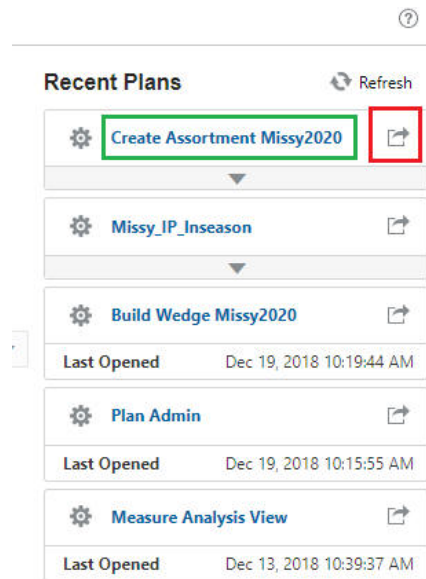 ?
Recent Plans Refresh
Create Assortment Missy2020
Missy_IP_Inseason
Build Wedge Missy2020
Last Opened Dec 19, 2018 10:19:44 AM
Plan Admin
Last Opened Dec 19, 2018 10:15:55 AM
Measure Analysis View
Last Opened Dec 13, 2018 10:39:37 AM